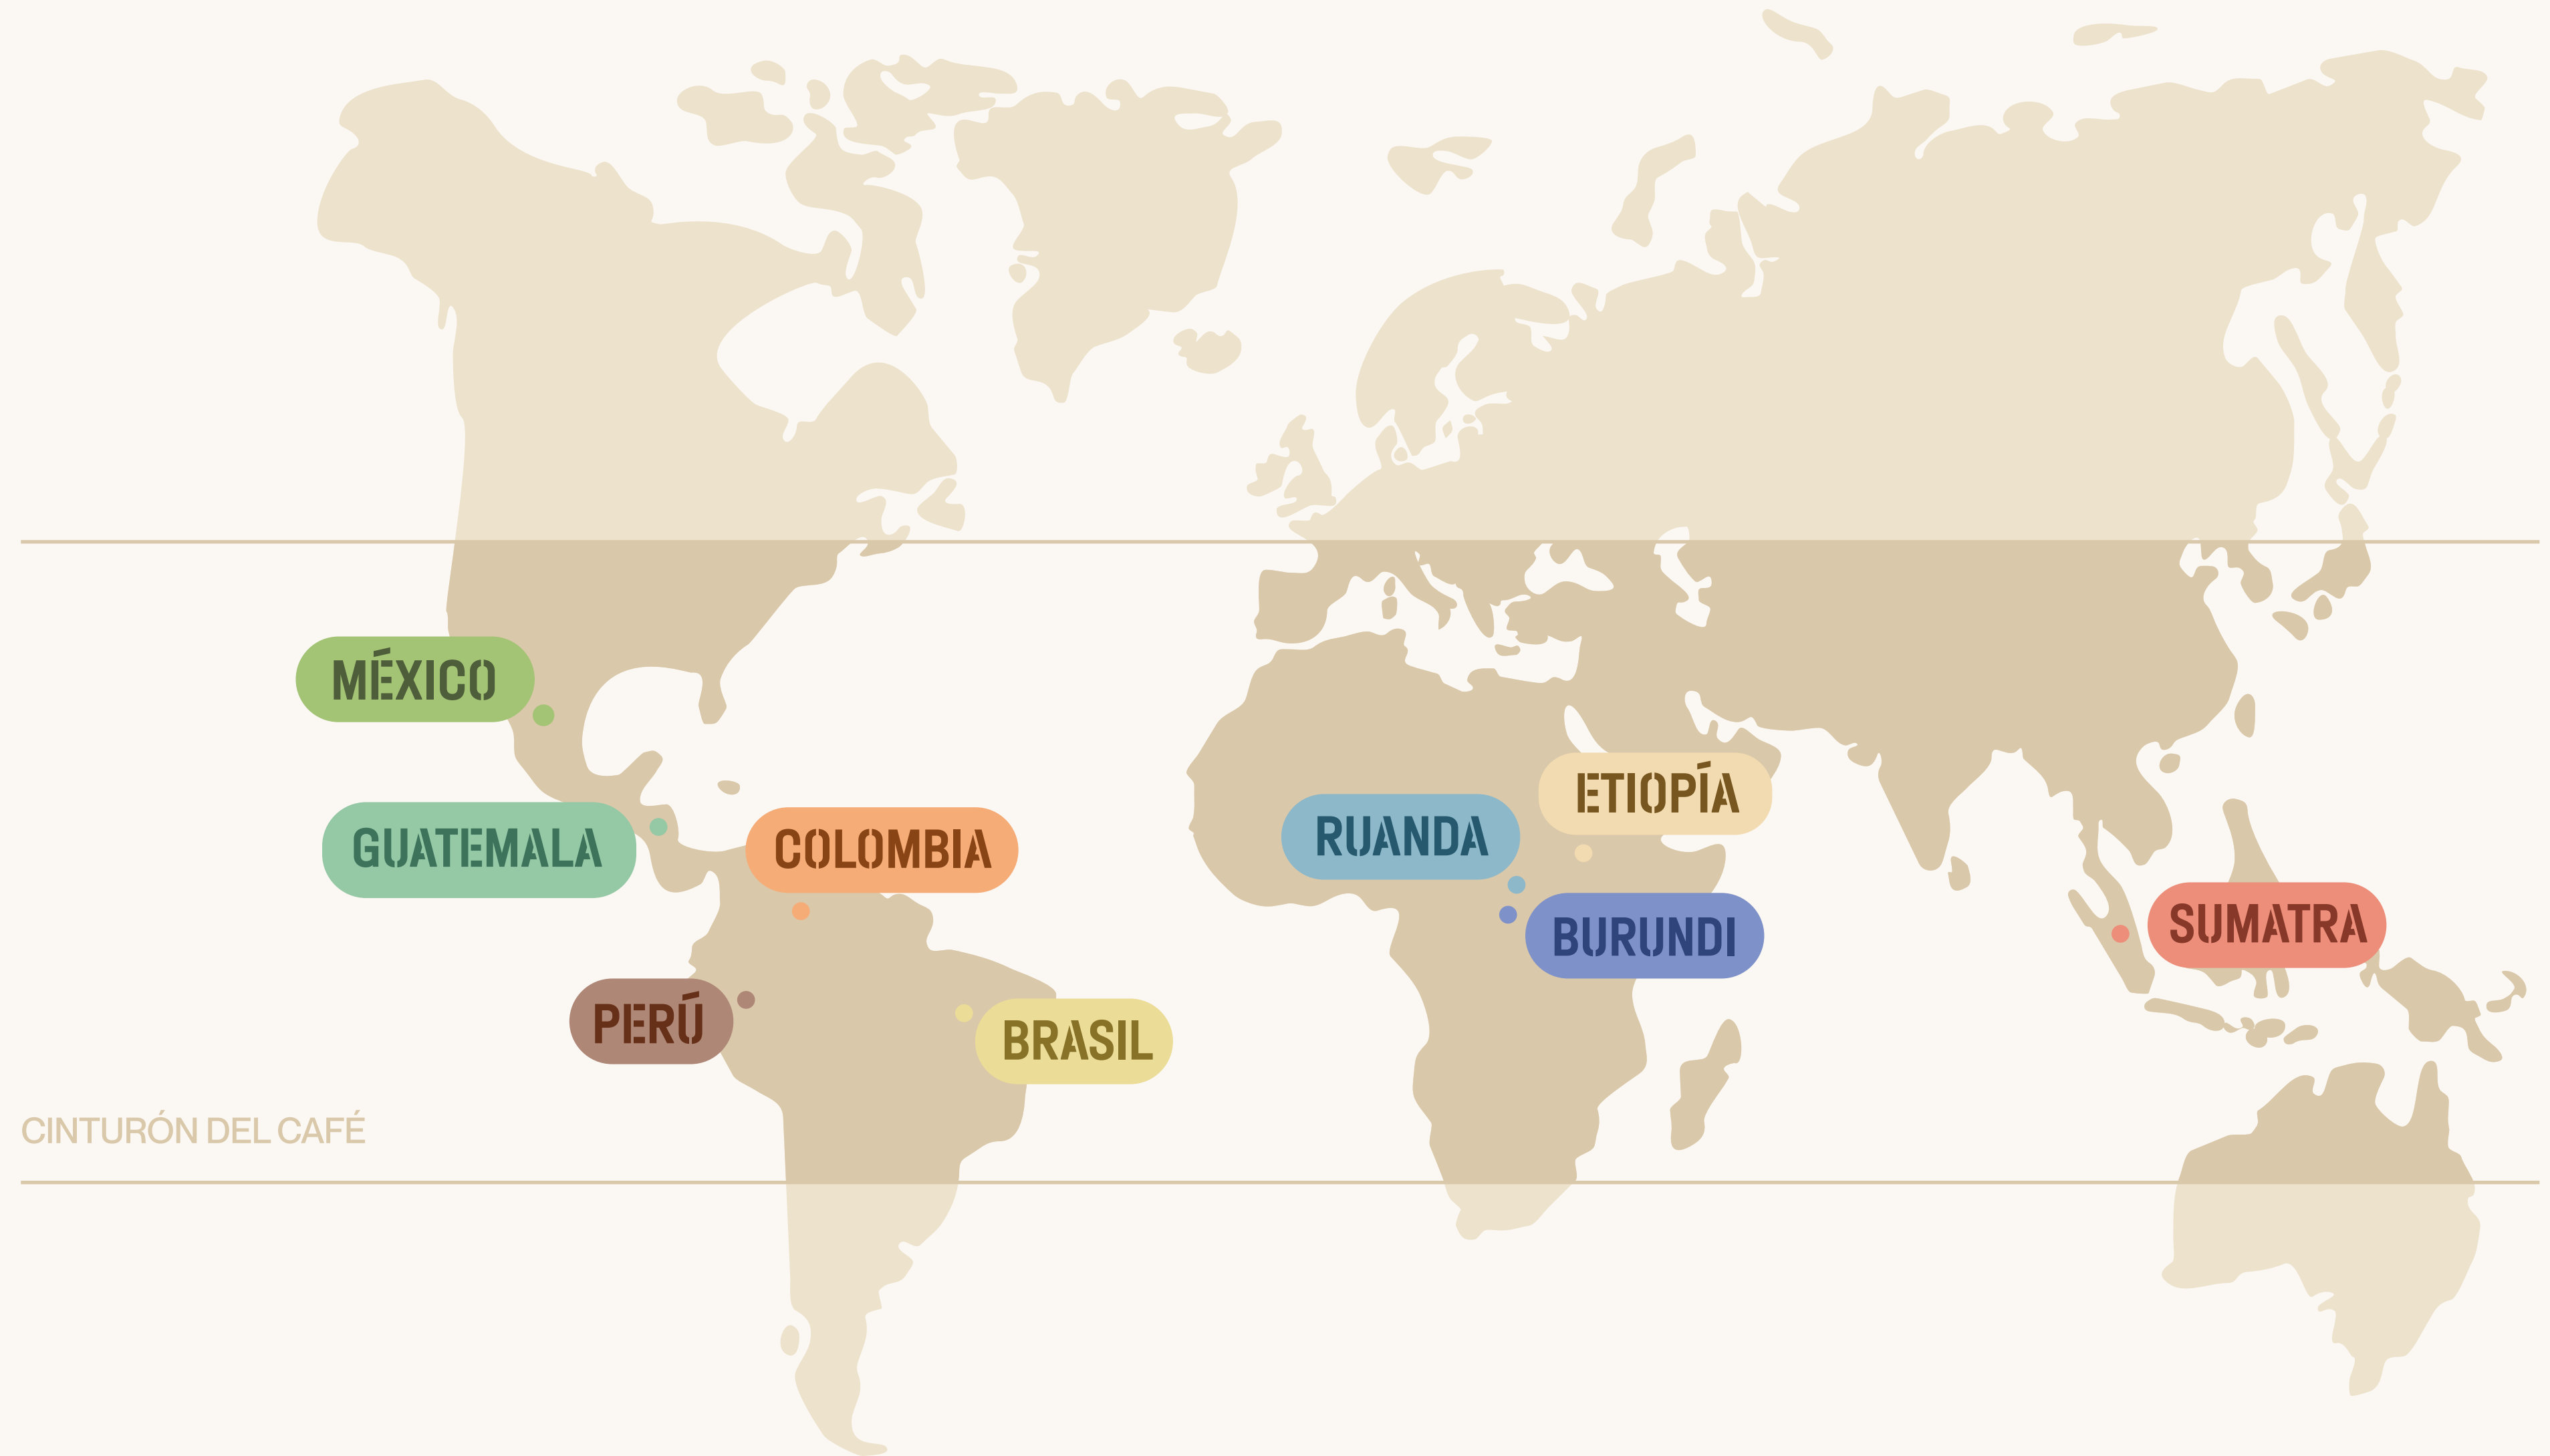 MÉXICO
ETIOPÍA
GUATEMALA
COLOMBIA
RUANDA
BURUNDI
SUMATRA
PERÚ
BRASIL
CINTURÓN DEL CAFÉ